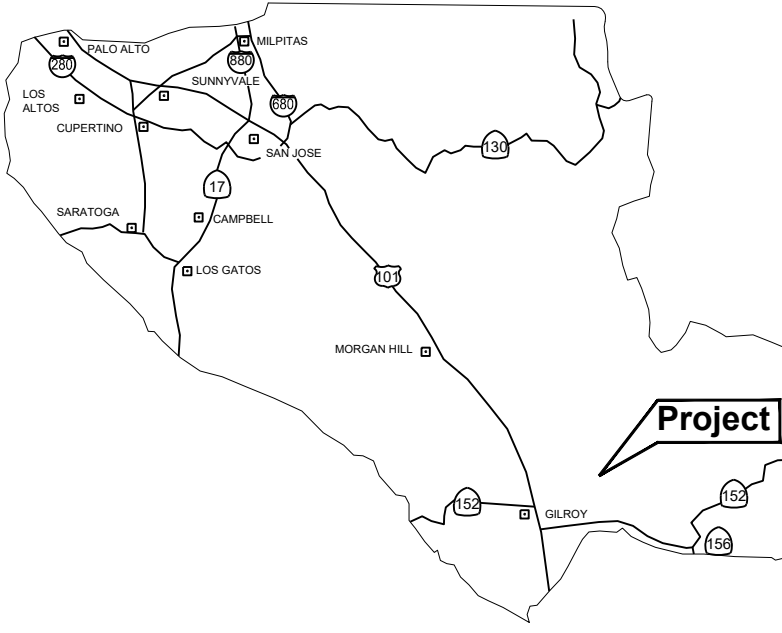 PALO ALTO
MILPITAS
280
880
SUNNYVALE
LOS
ALTOS
680
CUPERTINO
SAN JOSE
130
17
SARATOGA
CAMPBELL
LOS GATOS
101
MORGAN HILL
Project
152
152
GILROY
156